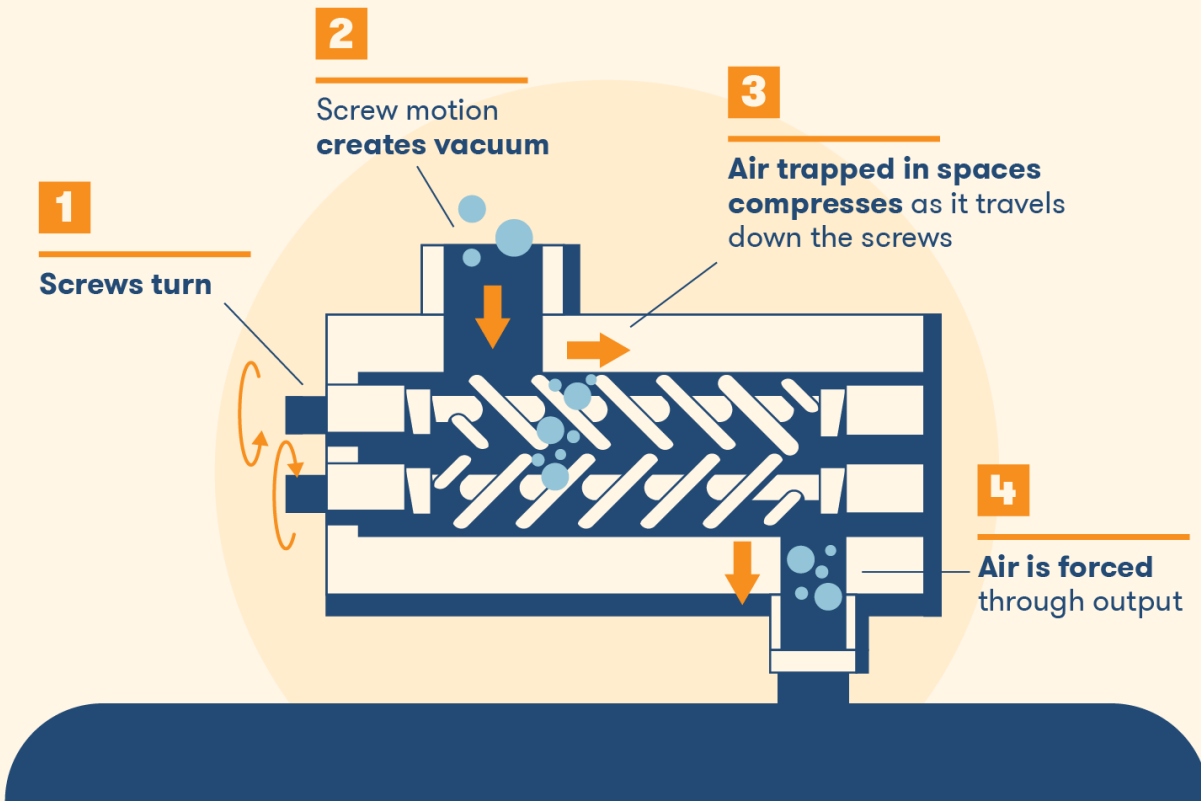 1
Screws turn
2
Screw motion
creates vacuum
3
Air trapped in spaces
compresses as it travels
down the screws
4
Air is forced
through output